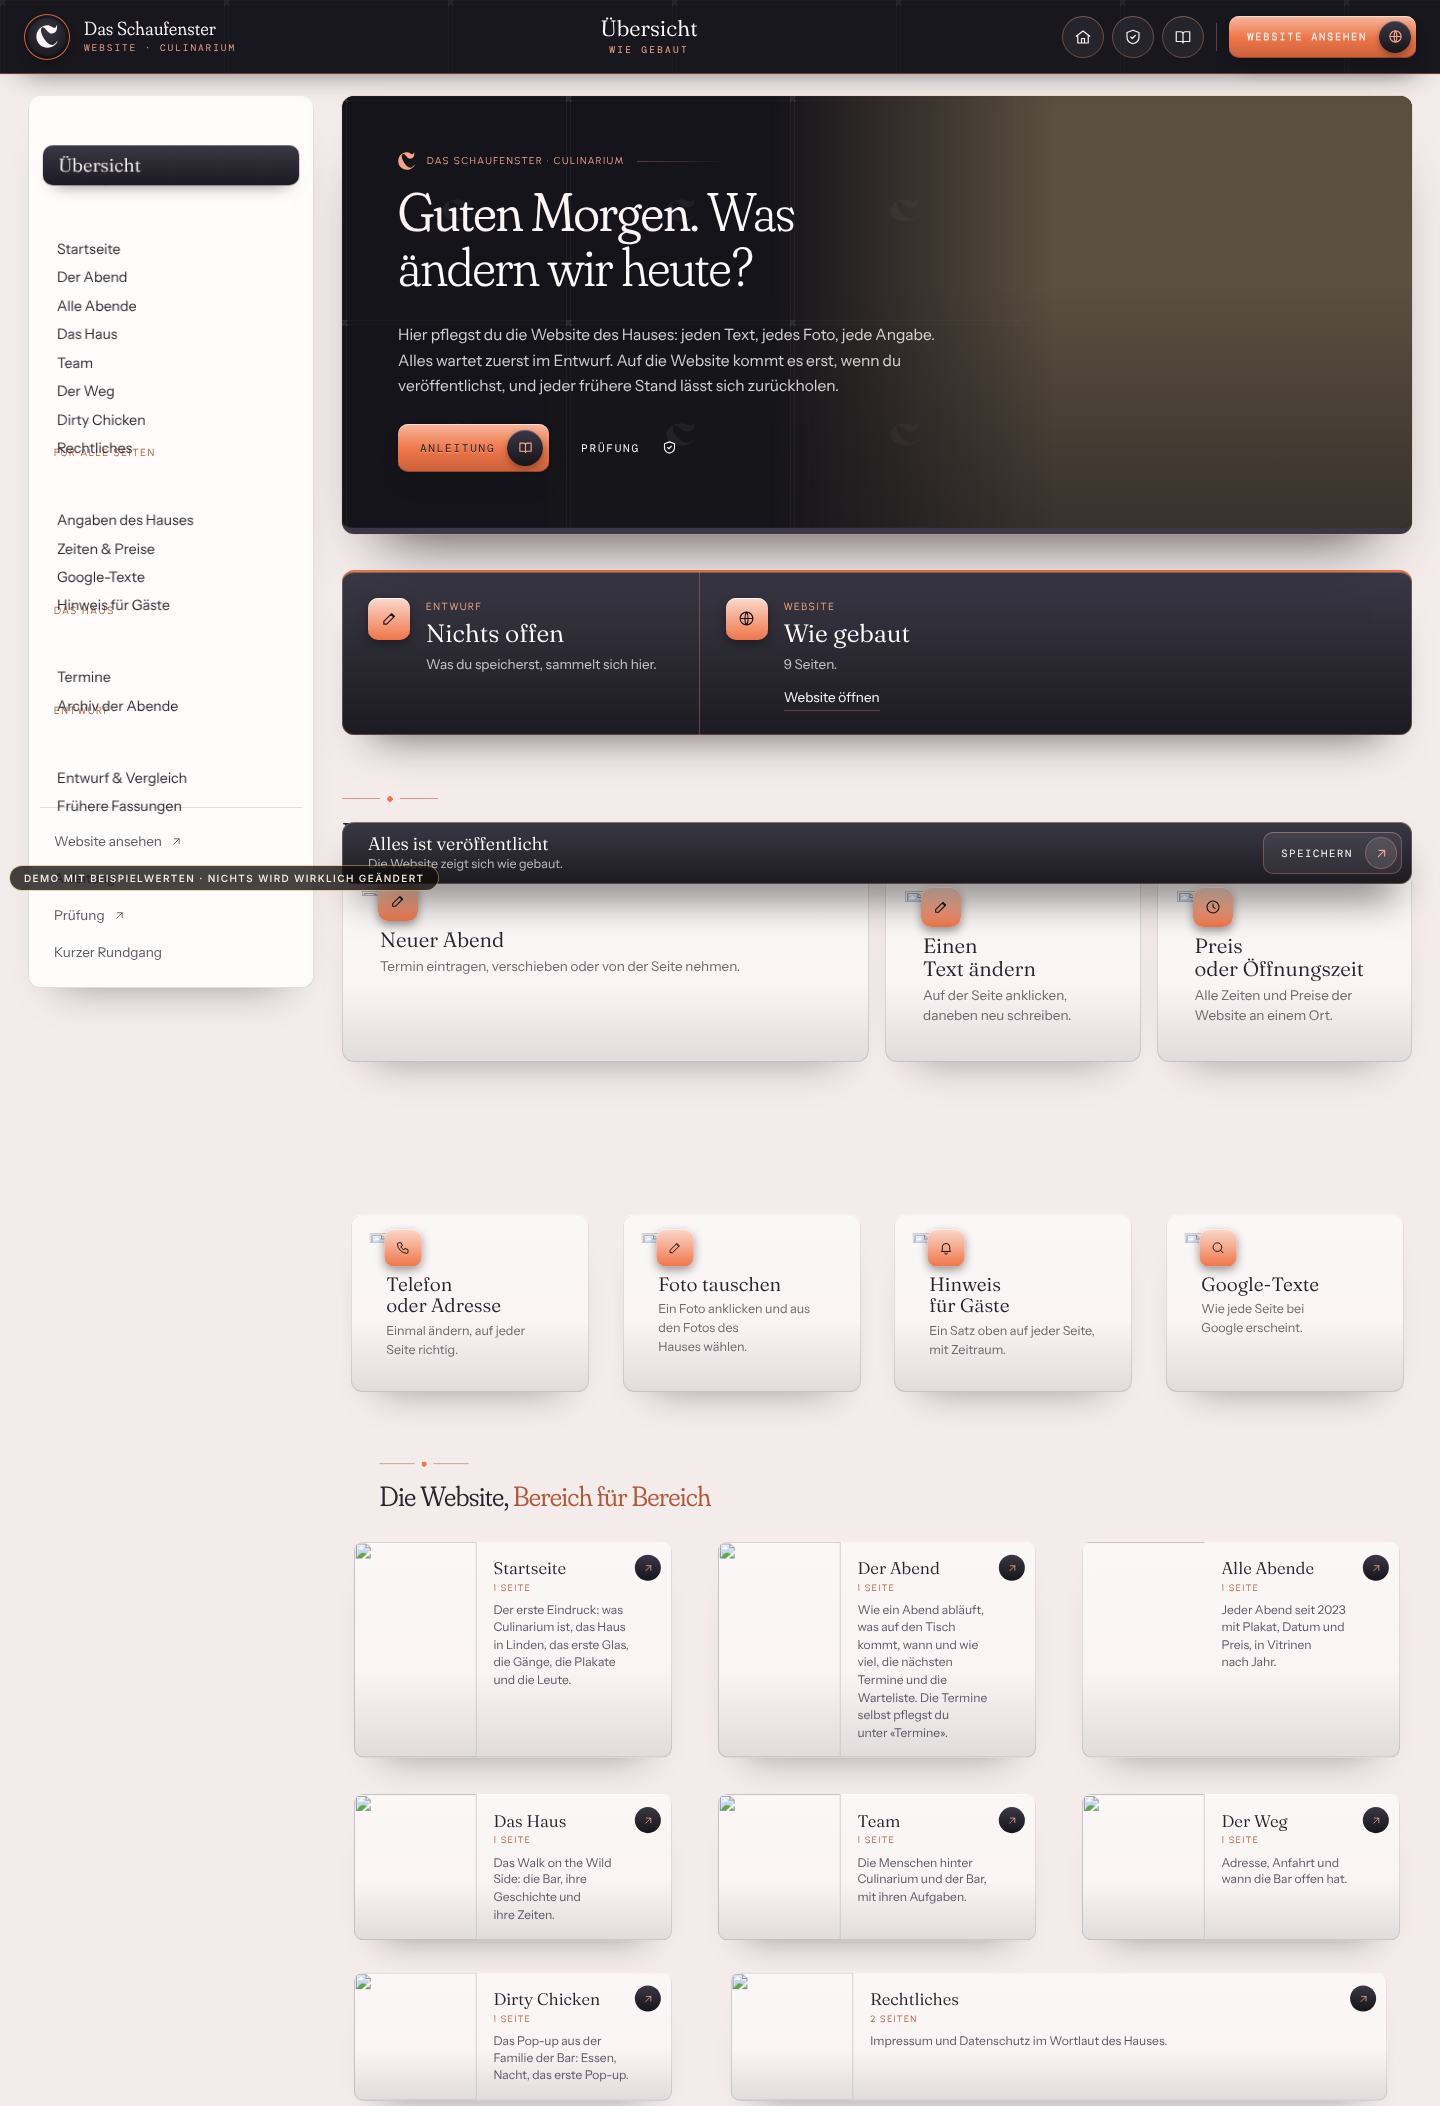 Das Schaufenster
WEBSITE · CULINARIUM
Übersicht
WIE GEBAUT
WEBSITE ANSEHEN
Übersicht
Startseite
Der Abend
Alle Abende
Das Haus
Team
Der Weg
Dirty Chicken
Rechtliches
FÜR ALLE SEITEN
Angaben des Hauses
Zeiten & Preise
Google-Texte
Hinweis für Gäste
DAS HAUS
Termine
Archiv der Abende
ENTWURF
Entwurf & Vergleich
Frühere Fassungen
Website ansehen
Prüfung
Kurzer Rundgang
DAS SCHAUFENSTER · CULINARIUM
Guten Morgen. Was
ändern wir heute?
Hier pflegst du die Website des Hauses: jeden Text, jedes Foto, jede Angabe.
Alles wartet zuerst im Entwurf. Auf die Website kommt es erst, wenn du
veröffentlichst, und jeder frühere Stand lässt sich zurückholen.
ANLEITUNG
PRÜFUNG
ENTWURF
Nichts offen
Was du speicherst, sammelt sich hier.
WEBSITE
Wie gebaut
9 Seiten.
Website öffnen
Alles ist veröffentlicht
Die Website zeigt sich wie gebaut.
SPEICHERN
DEMO MIT BEISPIELWERTEN · NICHTS WIRD WIRKLICH GEÄNDERT
Neuer Abend
Termin eintragen, verschieben oder von der Seite nehmen.
Einen
Text ändern
Auf der Seite anklicken,
daneben neu schreiben.
Preis
oder Öffnungszeit
Alle Zeiten und Preise der
Website an einem Ort.
Telefon
oder Adresse
Einmal ändern, auf jeder
Seite richtig.
Foto tauschen
Ein Foto anklicken und aus
den Fotos des
Hauses wählen.
Hinweis
für Gäste
Ein Satz oben auf jeder Seite,
mit Zeitraum.
Google-Texte
Wie jede Seite bei
Google erscheint.
Die Website, Bereich für Bereich
Startseite
1 SEITE
Der erste Eindruck: was
Culinarium ist, das Haus
in Linden, das erste Glas,
die Gänge, die Plakate
und die Leute.
Der Abend
1 SEITE
Wie ein Abend abläuft,
was auf den Tisch
kommt, wann und wie
viel, die nächsten
Termine und die
Warteliste. Die Termine
selbst pflegst du
unter «Termine».
Alle Abende
1 SEITE
Jeder Abend seit 2023
mit Plakat, Datum und
Preis, in Vitrinen
nach Jahr.
Das Haus
1 SEITE
Das Walk on the Wild
Side: die Bar, ihre
Geschichte und
ihre Zeiten.
Team
1 SEITE
Die Menschen hinter
Culinarium und der Bar,
mit ihren Aufgaben.
Der Weg
1 SEITE
Adresse, Anfahrt und
wann die Bar offen hat.
Dirty Chicken
1 SEITE
Das Pop-up aus der
Familie der Bar: Essen,
Nacht, das erste Pop-up.
Rechtliches
2 SEITEN
Impressum und Datenschutz im Wortlaut des Hauses.